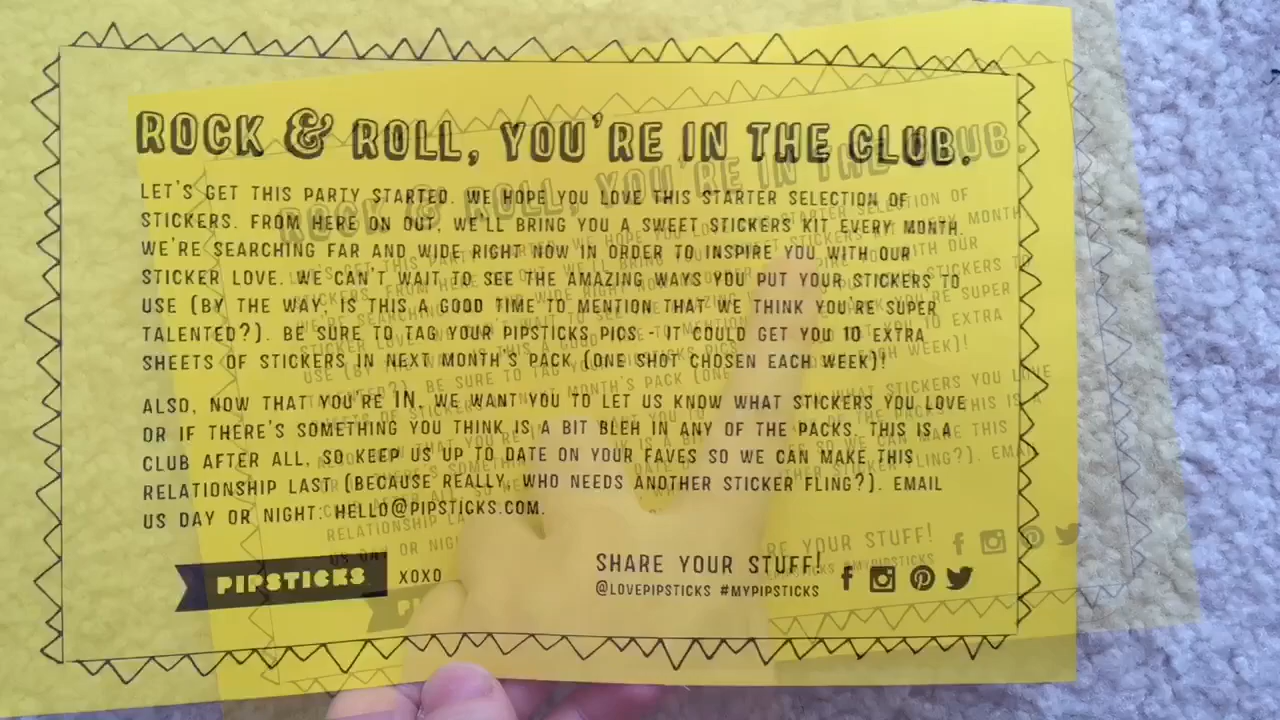 ROCK & ROLL, YOU'RE IN THE CLUB.
LET'S GET THIS PARTY STARTED. WE HOPE YOU LOVE THIS STARTER SELECTION OF
STICKERS. FROM HERE ON OUT, WE'LL BRING YOU A SWEET STICKERS KIT EVERY MONTH.
WE'RE SEARCHING FAR AND WIDE RIGHT NOW IN ORDER TO INSPIRE YOU WITH OUR
STICKER LOVE. WE CAN'T WAIT TO SEE THE AMAZING WAYS YOU PUT YOUR STICKERS TO
USE (BY THE WAY, IS THIS A GOOD TIME TO MENTION THAT WE THINK YOU'RE SUPER
TALENTED?). BE SURE TO TAG YOUR PIPSTICKS PICS - IT COULD GET YOU 10 EXTRA
SHEETS OF STICKERS IN NEXT MONTH'S PACK (ONE SHOT CHOSEN EACH WEEK)!
ALSO, NOW THAT YOU'RE IN, WE WANT YOU TO LET US KNOW WHAT STICKERS YOU LOVE
OR IF THERE'S SOMETHING YOU THINK IS A BIT BLEH IN ANY OF THE PACKS. THIS IS A
CLUB AFTER ALL, SO KEEP US UP TO DATE ON YOUR FAVES SO WE CAN MAKE THIS
RELATIONSHIP LAST (BECAUSE REALLY, WHO NEEDS ANOTHER STICKER FLING?). EMAIL
US DAY OR NIGHT: HELLO@PIPSTICKS.COM.
PIPSTICKS XOXO
SHARE YOUR STUFF!
@LOVEPIPSTICKS #MYPIPSTICKS